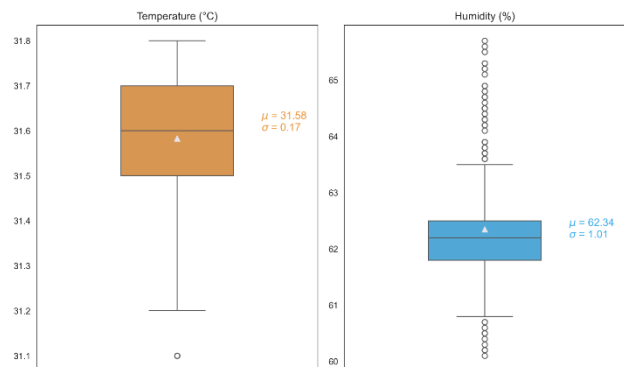 Temperature (°C)
31.8
31.7
31.6
31.5
31.4
31.3
31.2
31.1
μ = 31.58
σ = 0.17
Humidity (%)
65
64
63
62
61
60
μ = 62.34
σ = 1.01